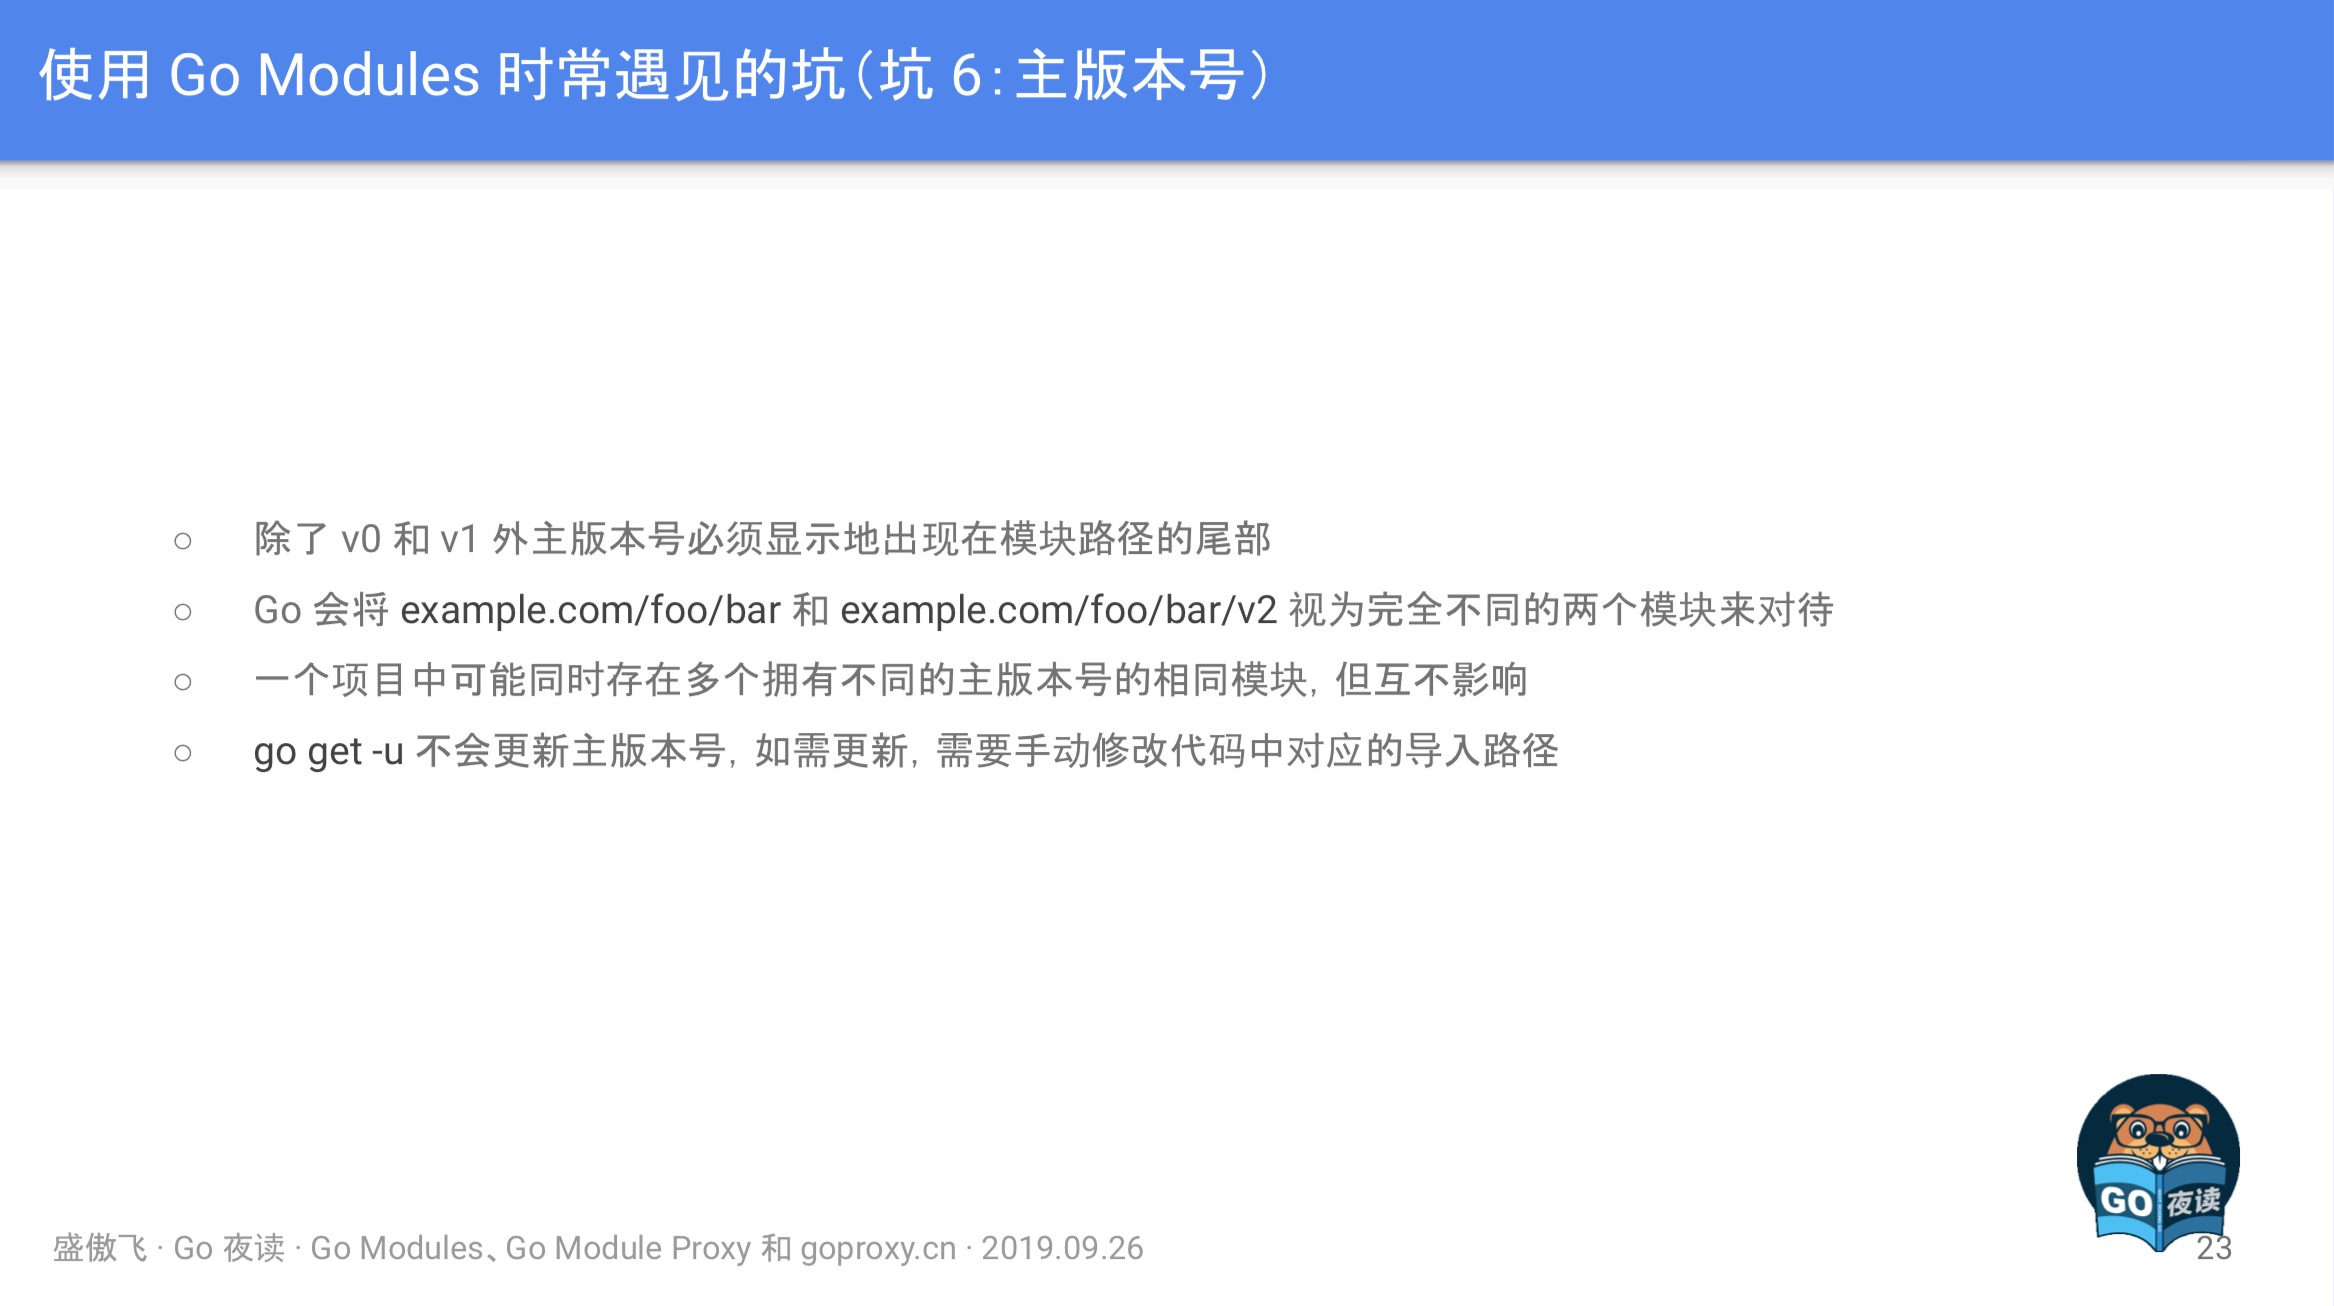 使用 Go Modules 时常遇见的坑（坑 6：主版本号）
○ 除了 v0 和 v1 外主版本号必须显示地出现在模块路径的尾部
○ Go 会将 example.com/foo/bar 和 example.com/foo/bar/v2 视为完全不同的两个模块来对待
○ 一个项目中可能同时存在多个拥有不同的主版本号的相同模块，但互不影响
○ go get -u 不会更新主版本号，如需更新，需要手动修改代码中对应的导入路径
GO 夜读
盛傲飞 · Go 夜读 · Go Modules、Go Module Proxy 和 goproxy.cn · 2019.09.26
23